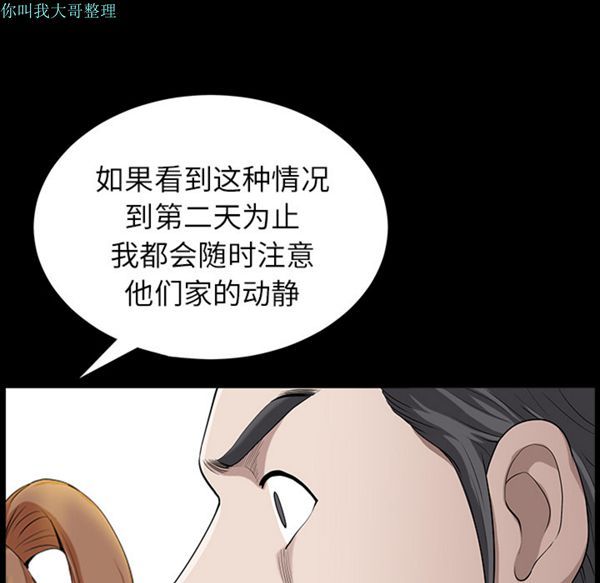 你叫我大哥整理
如果看到这种情况
到第二天为止
我都会随时注意
他们家的动静